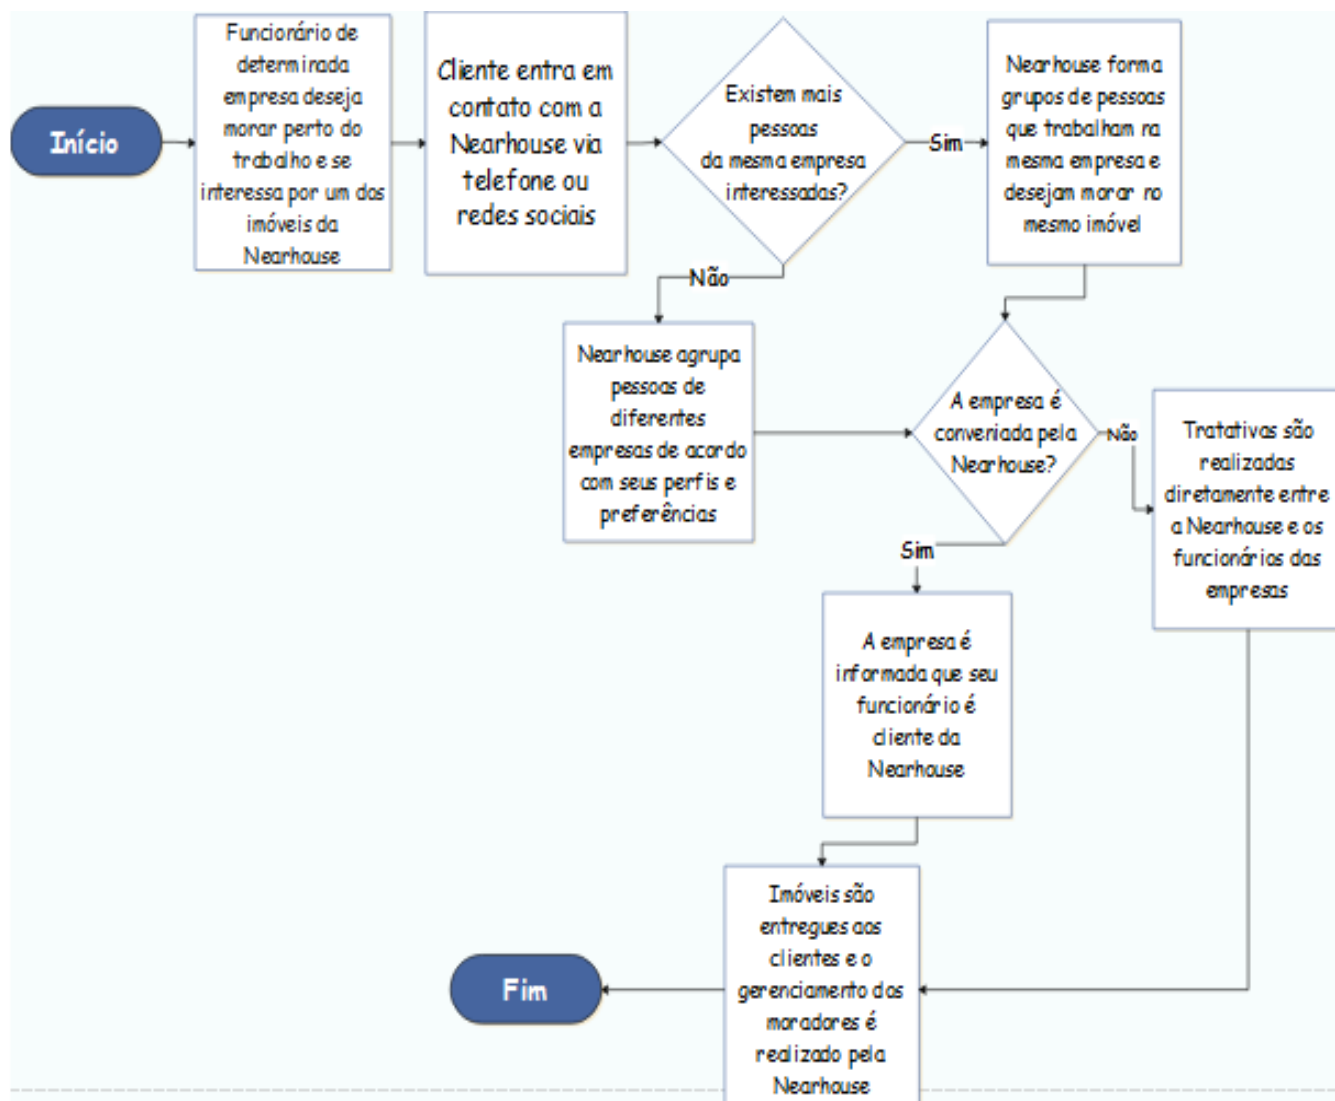 Início
Funcionário de
determinada
empresa deseja
morar perto do
trabalho e se
interessa por um dos
imóveis da
Nearhouse
Cliente entra em
contato com a
Nearhouse via
telefone ou
redes sociais
Existem mais
pessoas
da mesma empresa
interessadas?
Sim
Nearhouse forma
grupos de pessoas
que trabalham na
mesma empresa e
desejam morar no
mesmo imóvel
Não
Nearhouse agrupa
pessoas de
diferentes
empresas de acordo
com seus perfis e
preferências
A empresa é
conveniada pela
Nearhouse?
Não
Tratativas são
realizadas
diretamente entre
a Nearhouse e os
funcionários das
empresas
Sim
A empresa é
informada que seu
funcionário é
cliente da
Nearhouse
Imóveis são
entregues aos
clientes e o
gerenciamento dos
moradores é
realizado pela
Nearhouse
Fim